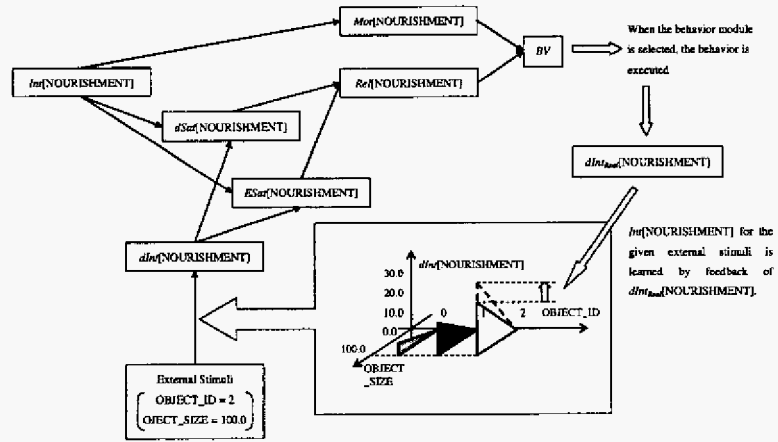 Mot[NOURISHMENT]
BV
When the behavior module
is selected, the behavior is
executed
Int[NOURISHMENT]
Rel[NOURISHMENT]
dSat[NOURISHMENT]
dInt_Real[NOURISHMENT]
ESat[NOURISHMENT]
dInt[NOURISHMENT]
Int[NOURISHMENT] for the
given external stimuli is
learned by feedback of
dInt_Real[NOURISHMENT].
dInt[NOURISHMENT]
30.0
20.0
10.0
0.0
0
1
2
OBJECT_ID
100.0
OBJECT
_SIZE
External Stimuli
OBJECT_ID = 2
OJECT_SIZE = 100.0